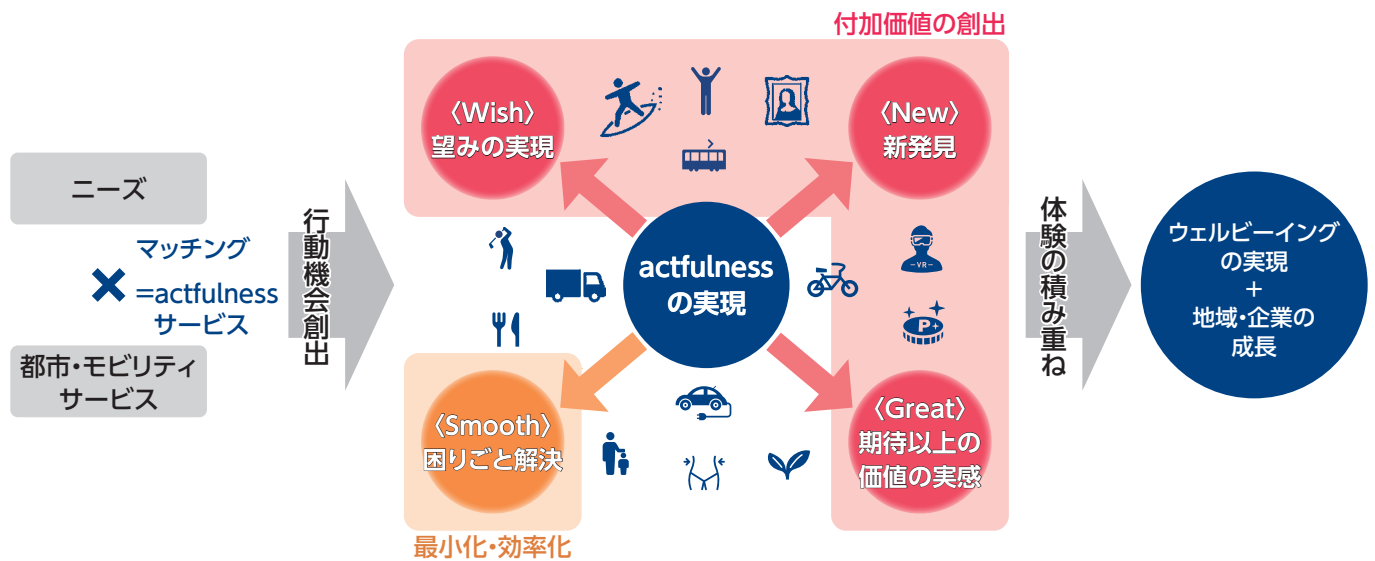 ニーズ
マッチング
×
=actfulness
サービス
都市・モビリティ
サービス
行動機会創出
付加価値の創出
〈Wish〉
望みの実現
〈New〉
新発見
actfulness
の実現
-VR-
P
〈Smooth〉
困りごと解決
〈Great〉
期待以上の
価値の実感
最小化・効率化
体験の積み重ね
ウェルビーイング
の実現
+
地域・企業の
成長